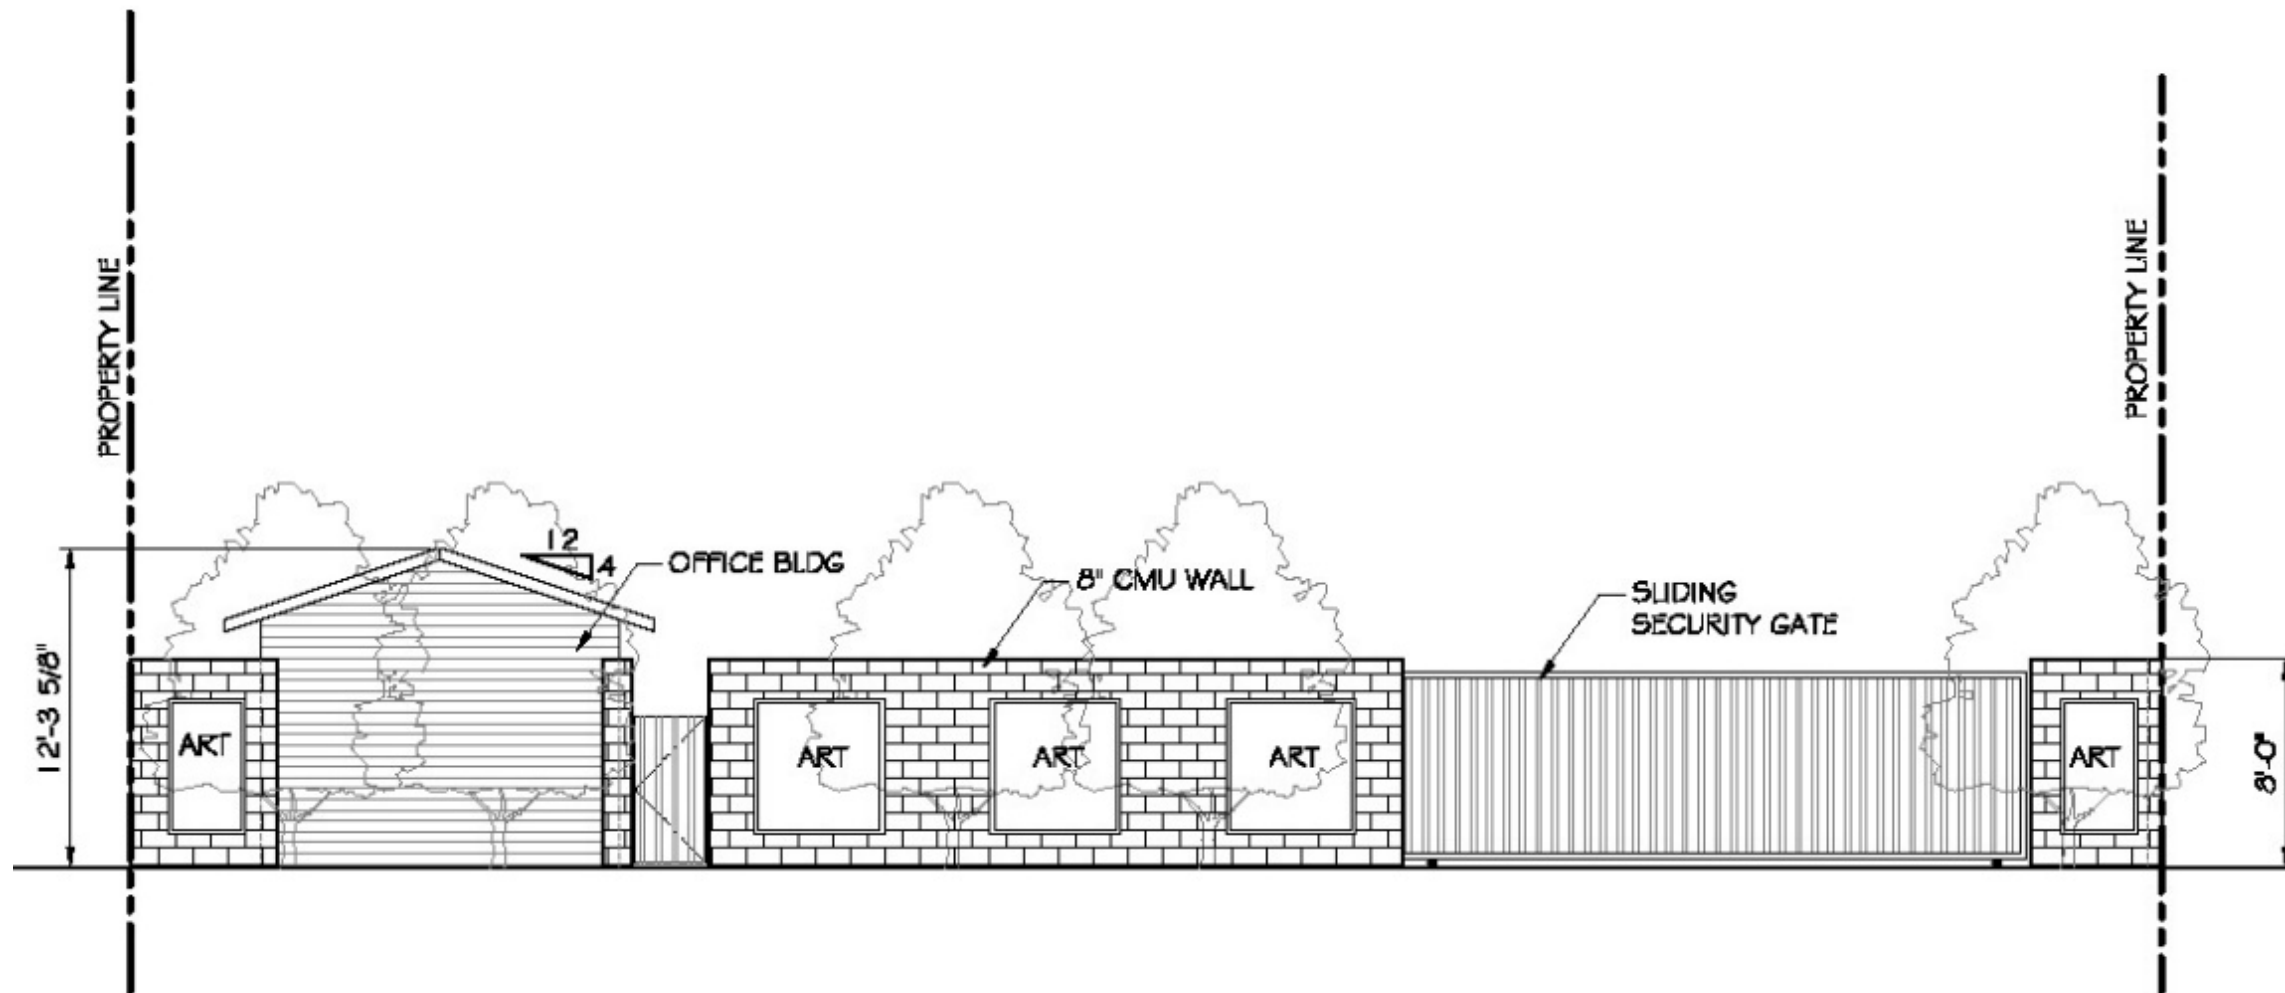 PROPERTY LINE
PROPERTY LINE
12
4
OFFICE BLDG
8" CMU WALL
SLIDING
SECURITY GATE
12'-3 5/8"
8'-0"
ART
ART
ART
ART
ART